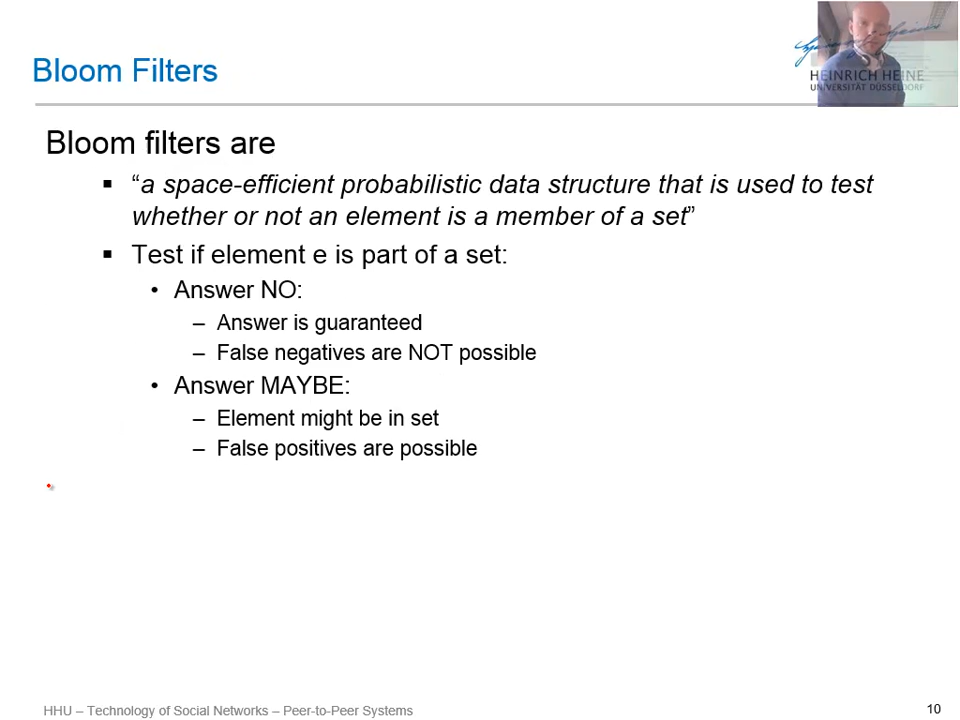 Bloom Filters
HEINRICH HEINE
UNIVERSITÄT DÜSSELDORF
Bloom filters are
▪ “a space-efficient probabilistic data structure that is used to test
whether or not an element is a member of a set”
▪ Test if element e is part of a set:
• Answer NO:
– Answer is guaranteed
– False negatives are NOT possible
• Answer MAYBE:
– Element might be in set
– False positives are possible
HHU – Technology of Social Networks – Peer-to-Peer Systems
10